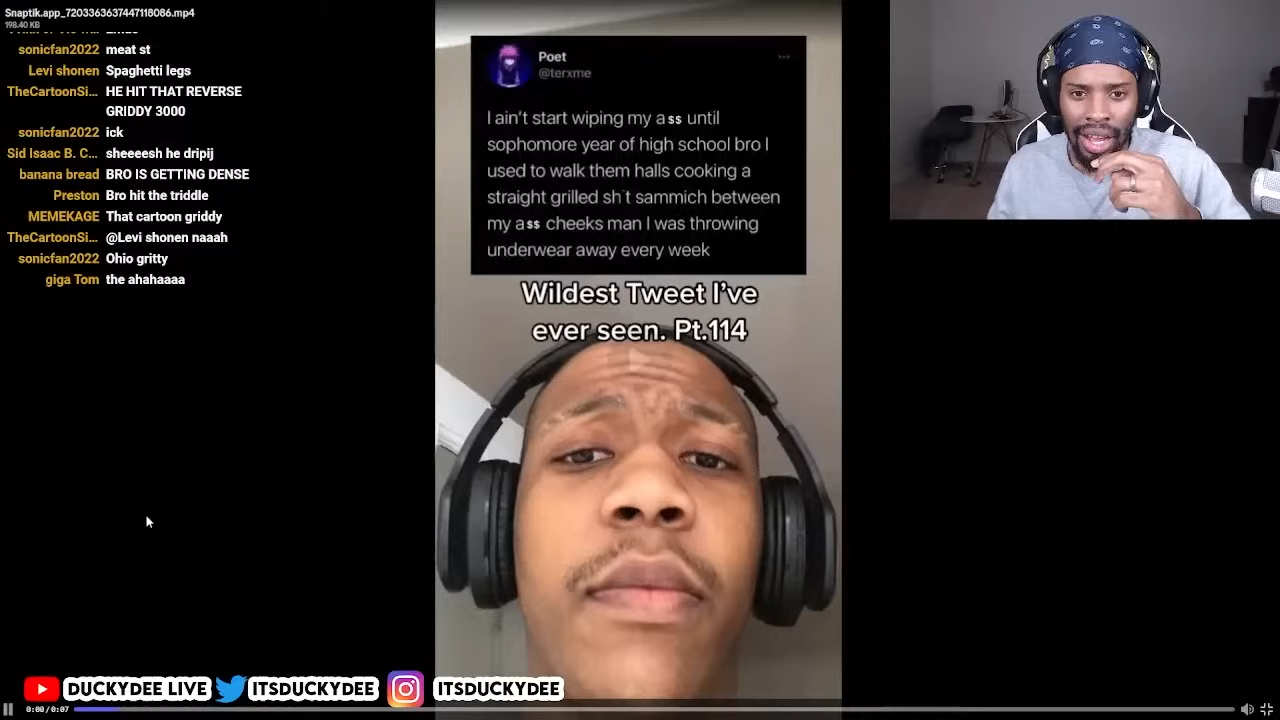 Snaptik.app_7203363637447118086.mp4
198.40 KB
sonicfan2022 meat st
Levi shonen Spaghetti legs
TheCartoonSi... HE HIT THAT REVERSE
GRIDDY 3000
sonicfan2022 ick
Sid Isaac B. C... sheeeesh he dripij
banana bread BRO IS GETTING DENSE
Preston Bro hit the triddle
MEMEKAGE That cartoon griddy
TheCartoonSi... @Levi shonen naaah
sonicfan2022 Ohio gritty
giga Tom the ahahaaaa
Poet
@terxme
I ain't start wiping my a$$ until
sophomore year of high school bro I
used to walk them halls cooking a
straight grilled sh't sammich between
my a$$ cheeks man I was throwing
underwear away every week
Wildest Tweet I've
ever seen. Pt.114
DUCKYDEE LIVE ITSDUCKYDEE ITSDUCKYDEE
0:00 / 0:07